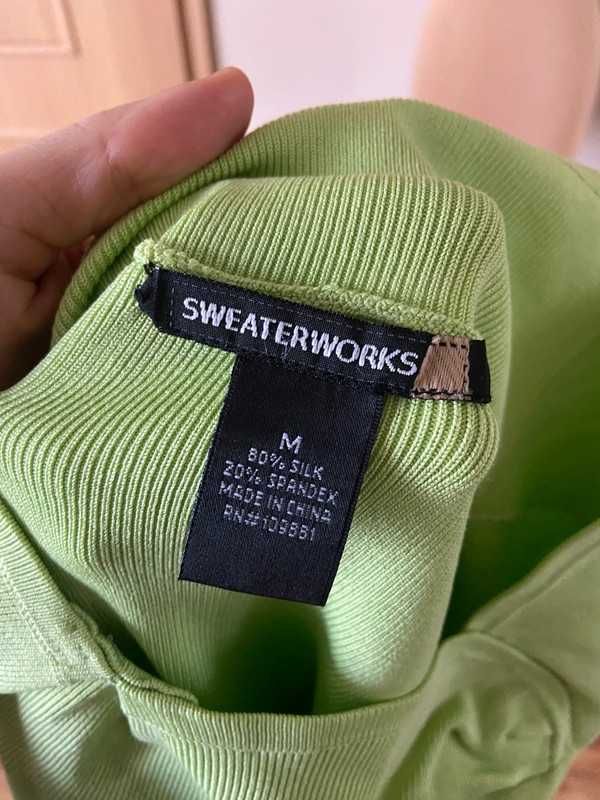 SWEATERWORKS
M
80% SILK
20% SPANDEX
MADE IN CHINA
RN#109881